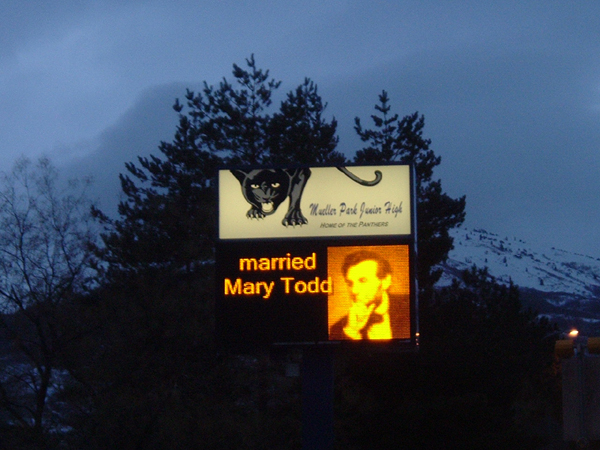 Mueller Park Junior High
HOME OF THE PANTHERS
married
Mary Todd